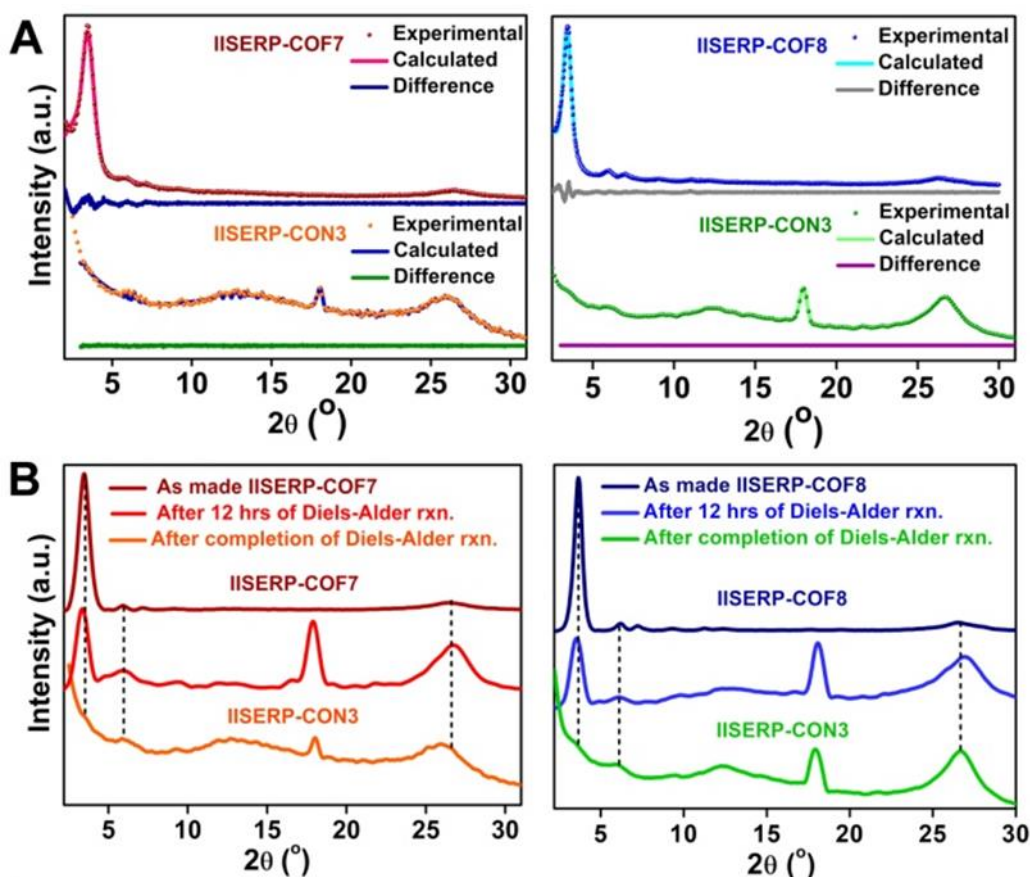 A
Intensity (a.u.)
IISERP-COF7
Experimental
Calculated
Difference
IISERP-CON3
Experimental
Calculated
Difference
5 10 15 20 25 30
2θ (o)
IISERP-COF8
Experimental
Calculated
Difference
IISERP-CON3
Experimental
Calculated
Difference
5 10 15 20 25 30
2θ (o)
B
Intensity (a.u.)
As made IISERP-COF7
After 12 hrs of Diels-Alder rxn.
After completion of Diels-Alder rxn.
IISERP-COF7
IISERP-CON3
5 10 15 20 25 30
2θ (o)
As made IISERP-COF8
After 12 hrs of Diels-Alder rxn.
After completion of Diels-Alder rxn.
IISERP-COF8
IISERP-CON3
5 10 15 20 25 30
2θ (o)